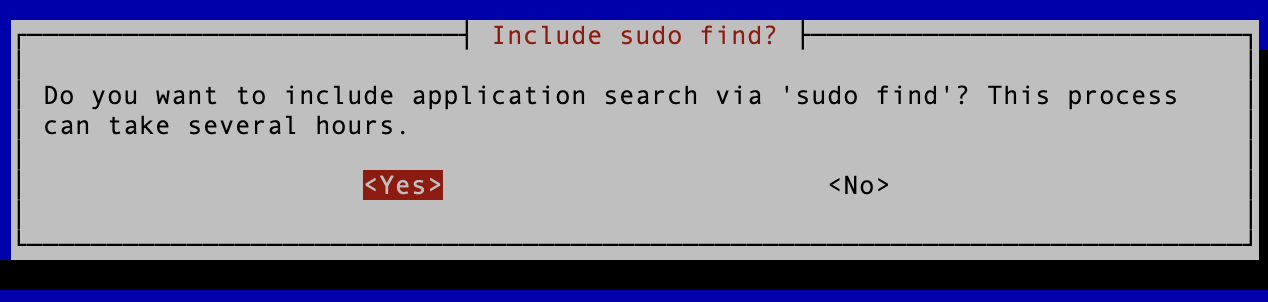 Include sudo find?
Do you want to include application search via 'sudo find'? This process
can take several hours.
<Yes> <No>